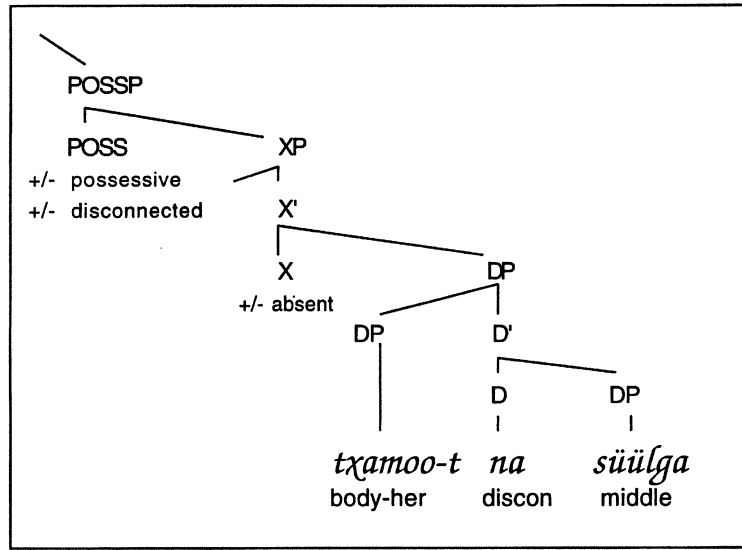 POSSP
POSS XP
+/- possessive
+/- disconnected X'
X DP
+/- absent
DP D'
D DP
txamoo-t na süülga
body-her discon middle